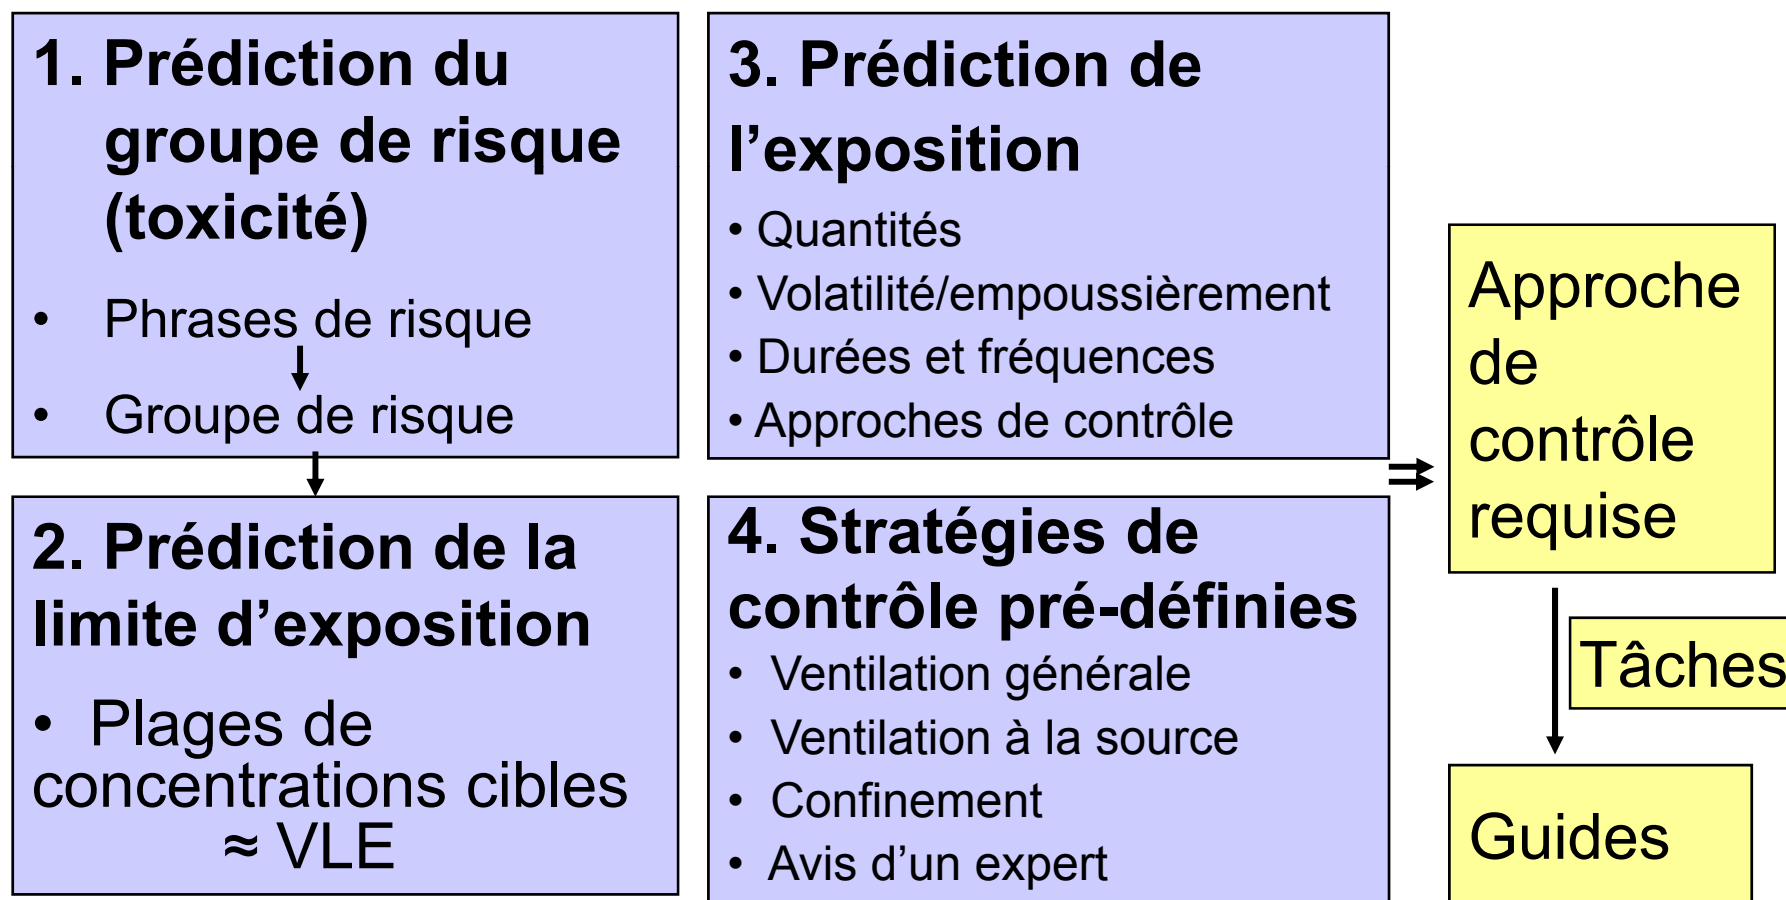 1. Prédiction du
groupe de risque
(toxicité)
• Phrases de risque
• Groupe de risque
2. Prédiction de la
limite d’exposition
• Plages de
concentrations cibles
≈ VLE
3. Prédiction de
l’exposition
• Quantités
• Volatilité/empoussièrement
• Durées et fréquences
• Approches de contrôle
4. Stratégies de
contrôle pré-définies
• Ventilation générale
• Ventilation à la source
• Confinement
• Avis d’un expert
Approche
de
contrôle
requise
Tâches
Guides